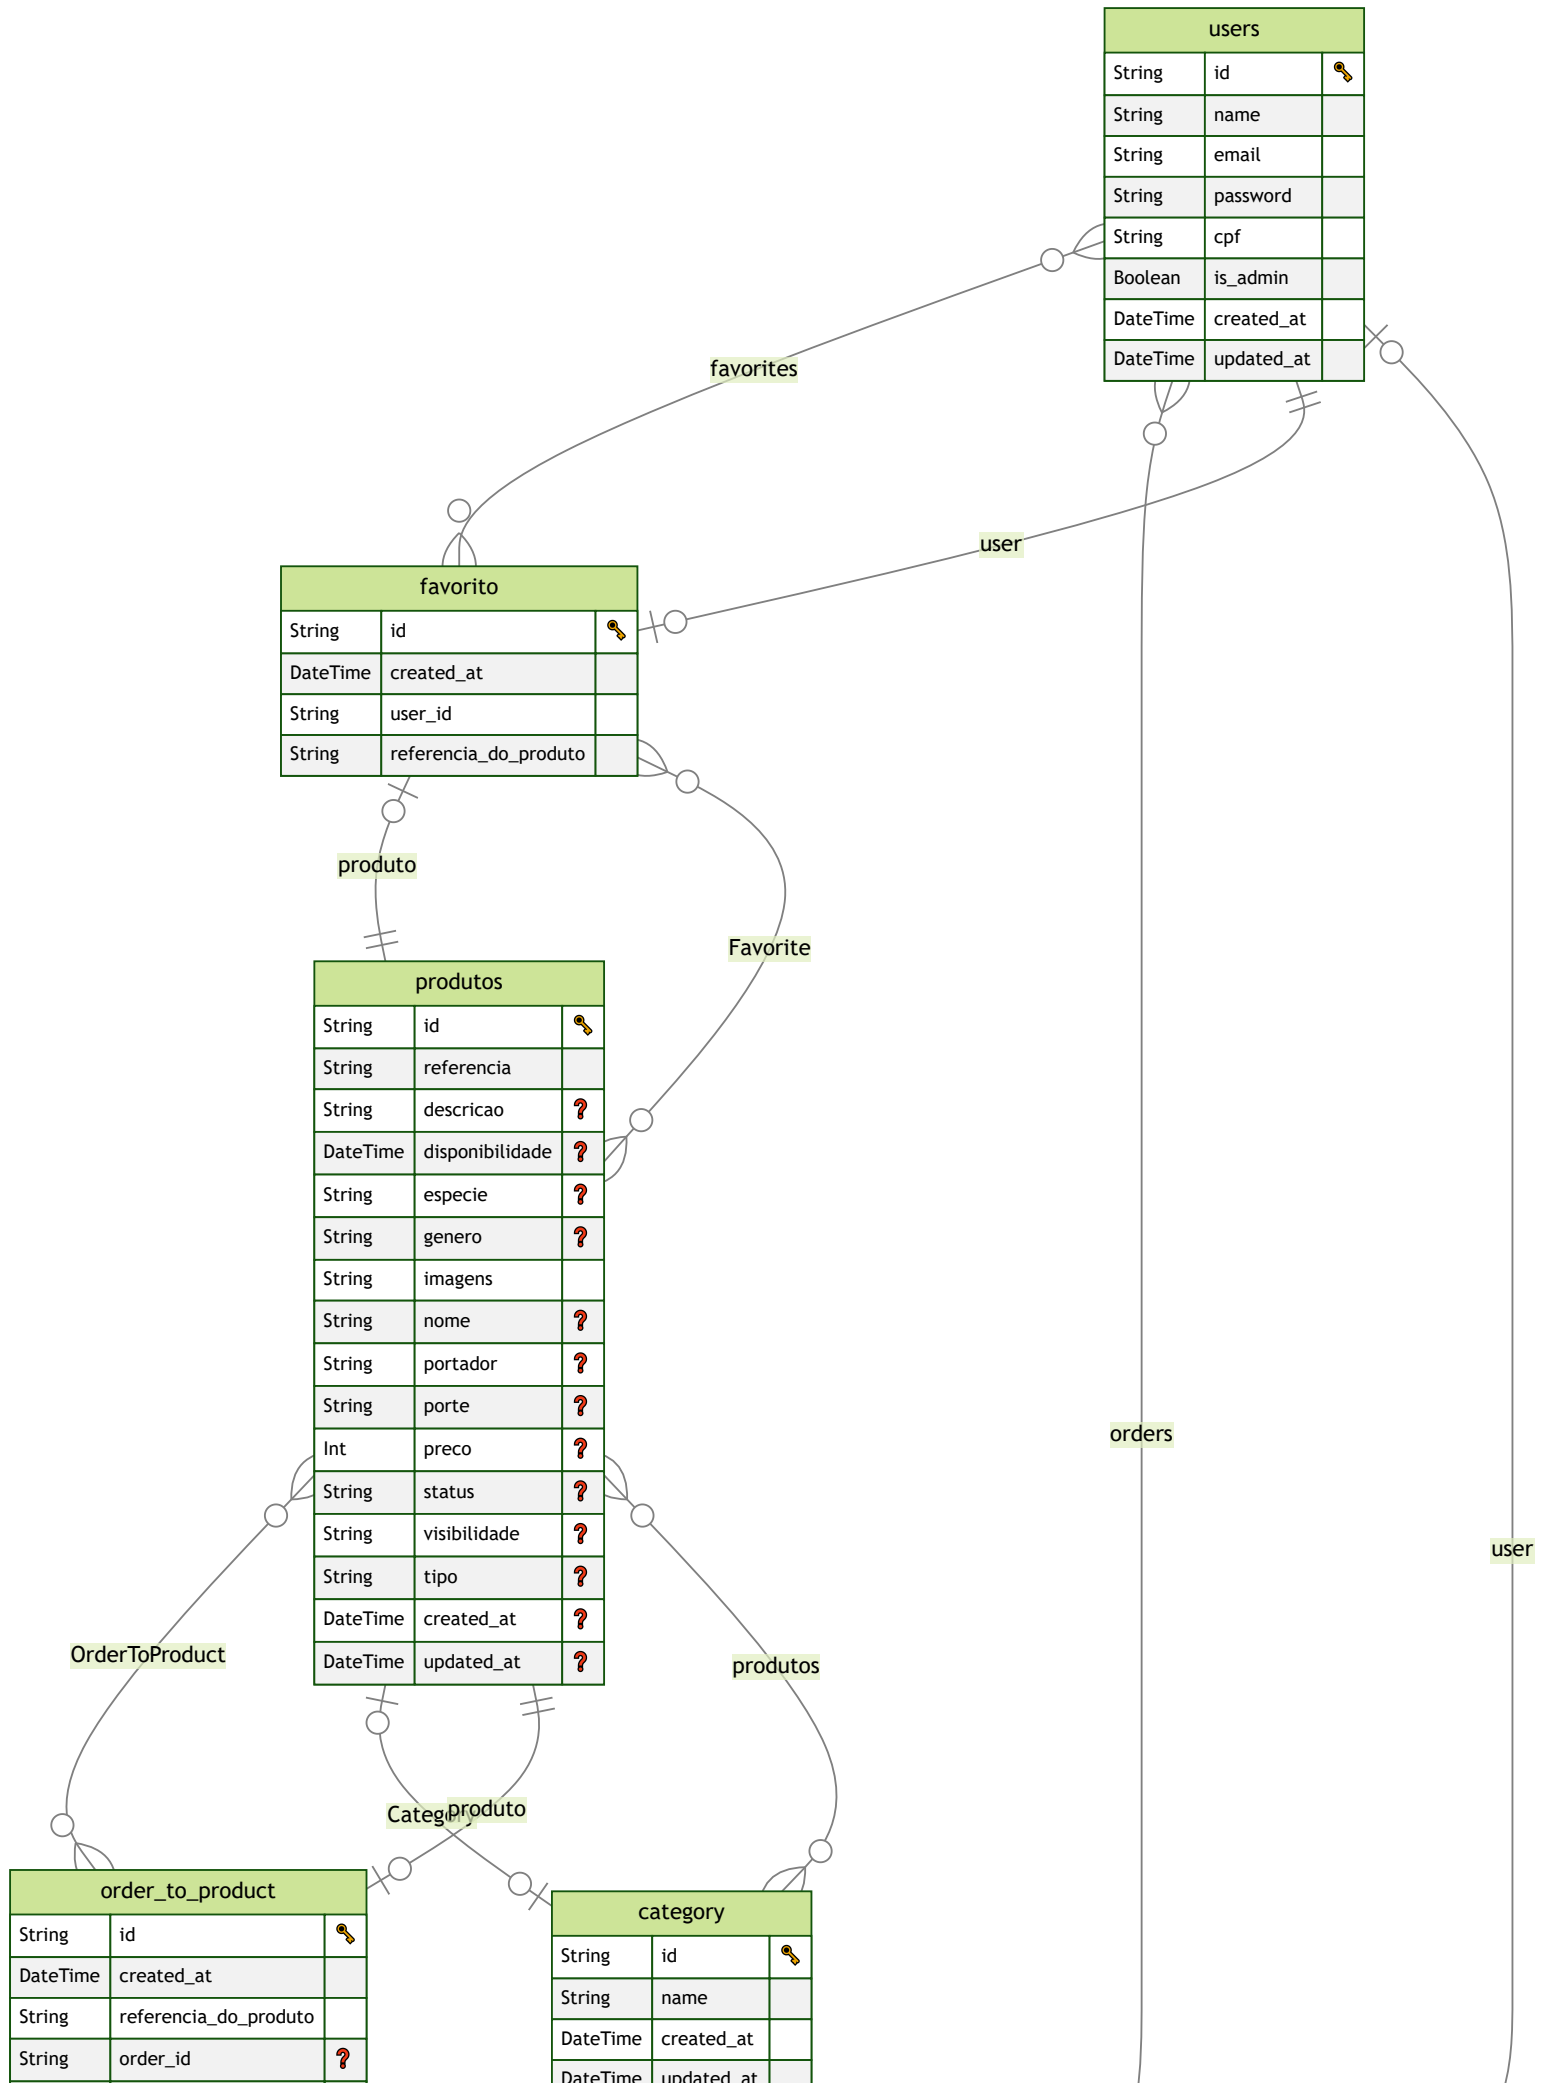 users
String id
String name
String email
String password
String cpf
Boolean is_admin
DateTime created_at
DateTime updated_at
favorites
user
favorito
String id
DateTime created_at
String user_id
String referencia_do_produto
produto
Favorite
produtos
String id
String referencia
String descricao
DateTime disponibilidade
String especie
String genero
String imagens
String nome
String portador
String porte
Int preco
String status
String visibilidade
String tipo
DateTime created_at
DateTime updated_at
orders
user
OrderToProduct
produtos
Category
produto
order_to_product
String id
DateTime created_at
String referencia_do_produto
String order_id
category
String id
String name
DateTime created_at
DateTime updated_at